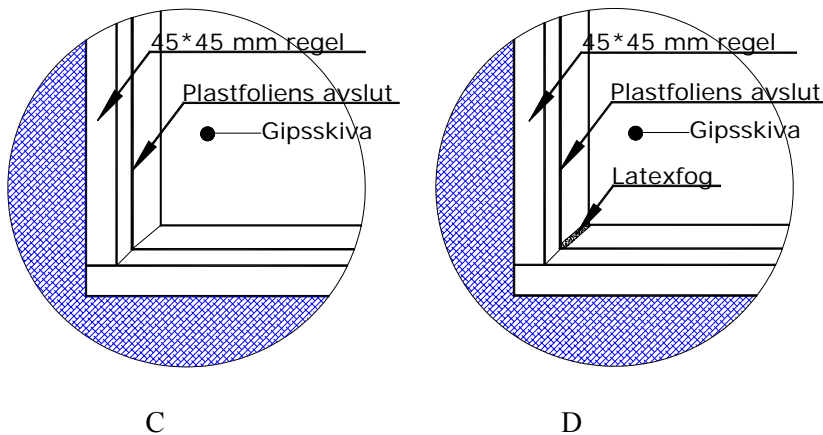 45*45 mm regel
Plastfoliens avslut
Gipsskiva
45*45 mm regel
Plastfoliens avslut
Gipsskiva
Latexfog
C
D